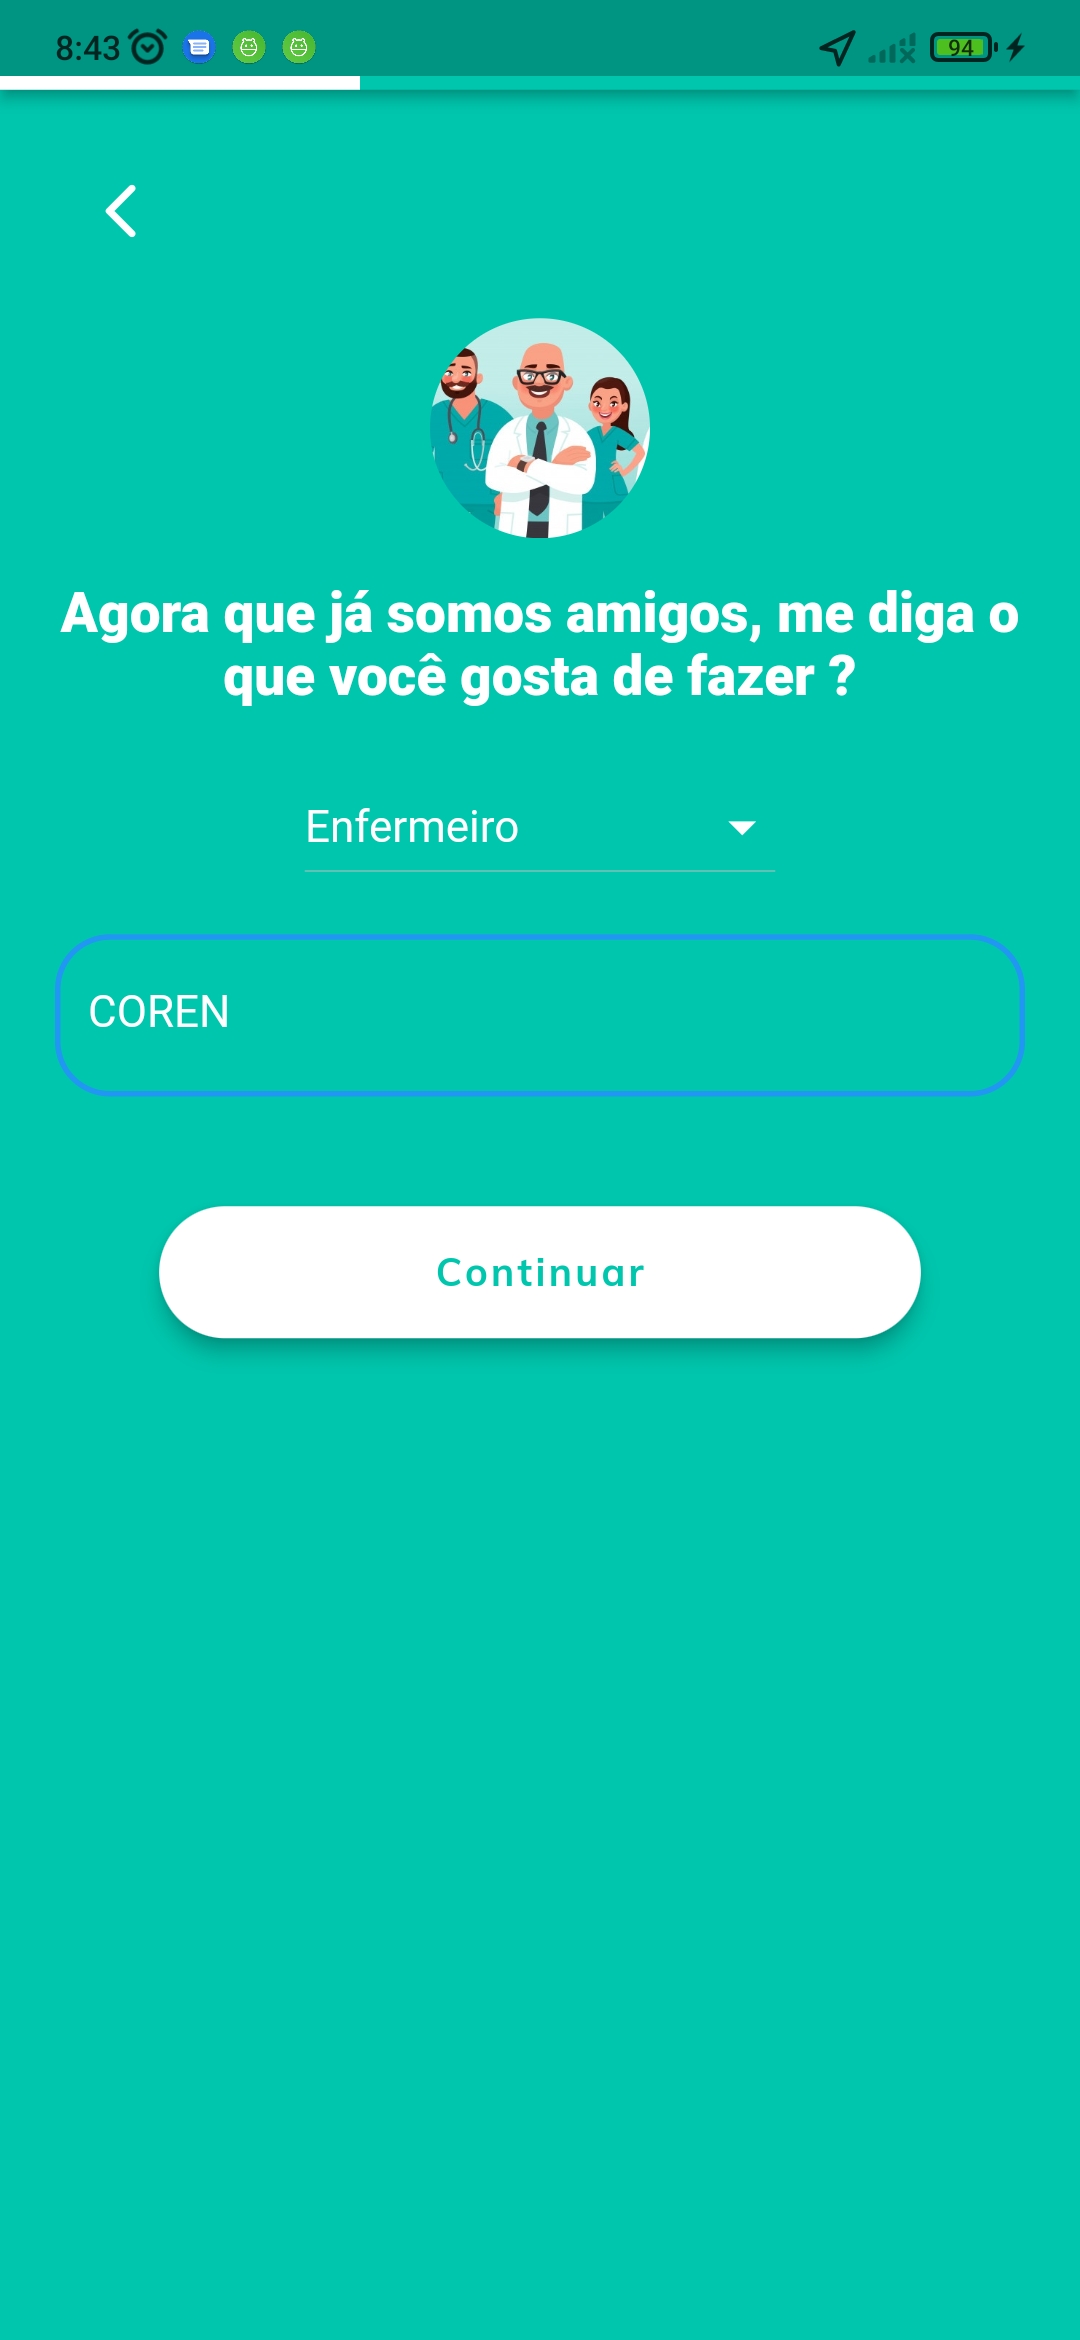 8:43
94
Agora que já somos amigos, me diga o
que você gosta de fazer ?
Enfermeiro
COREN
Continuar